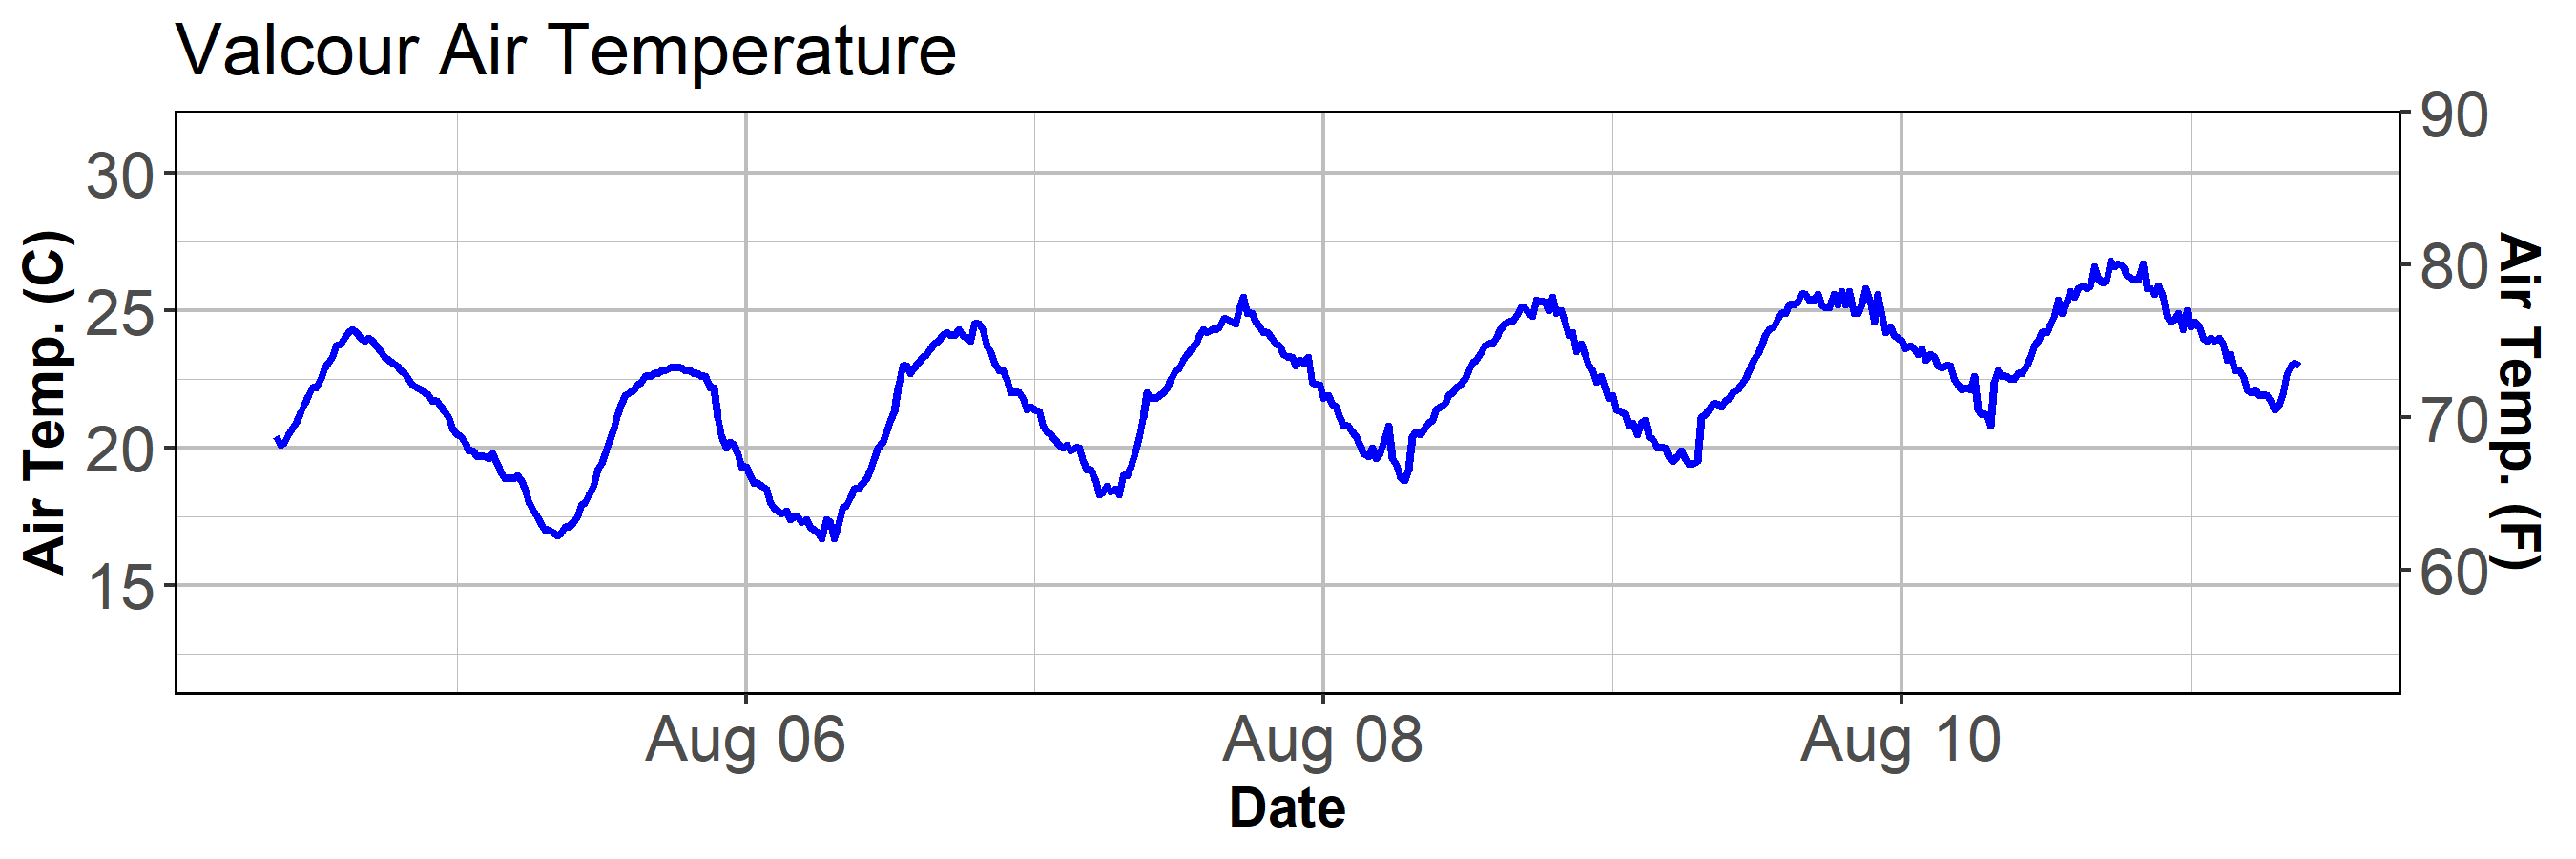 Valcour Air Temperature
Air Temp. (C)
30
25
20
15
90
80
70
60
Air Temp. (F)
Aug 06
Aug 08
Aug 10
Date